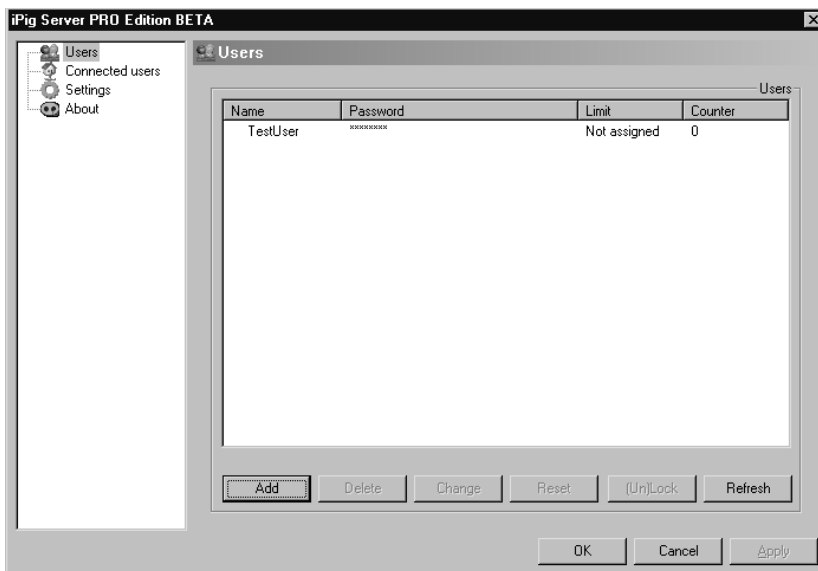 iPig Server PRO Edition BETA
Users
Connected users
Settings
About
Users
Users
Name Password Limit Counter
TestUser ******** Not assigned 0
Add Delete Change Reset (Un)Lock Refresh
OK Cancel Apply